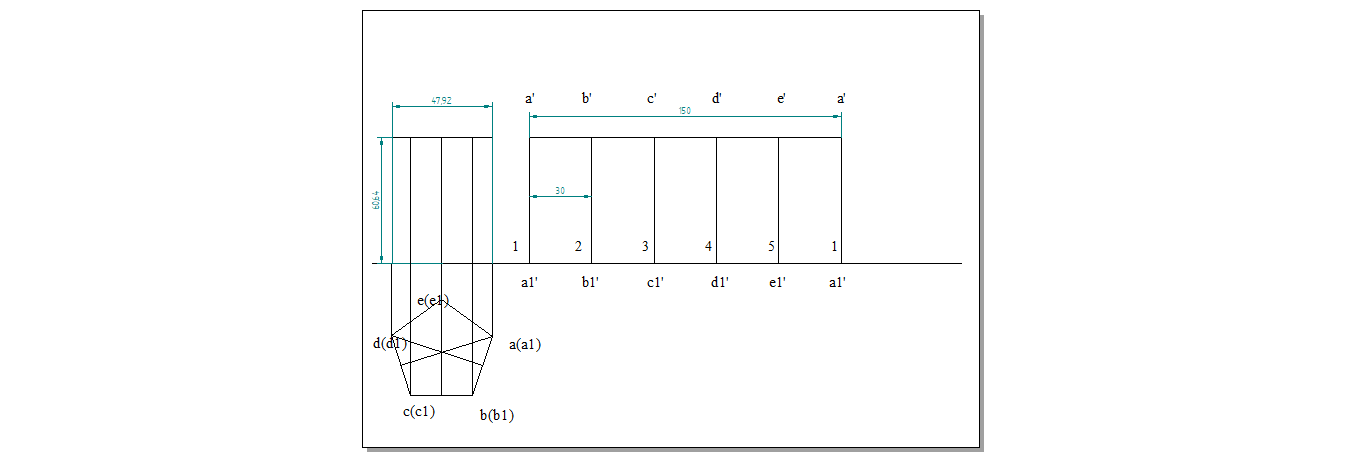 47,92
a' b' c' d' e' a'
150
60,64
30
1 2 3 4 5 1
a1' b1' c1' d1' e1' a1'
e(e1)
d(d1)
a(a1)
c(c1)
b(b1)